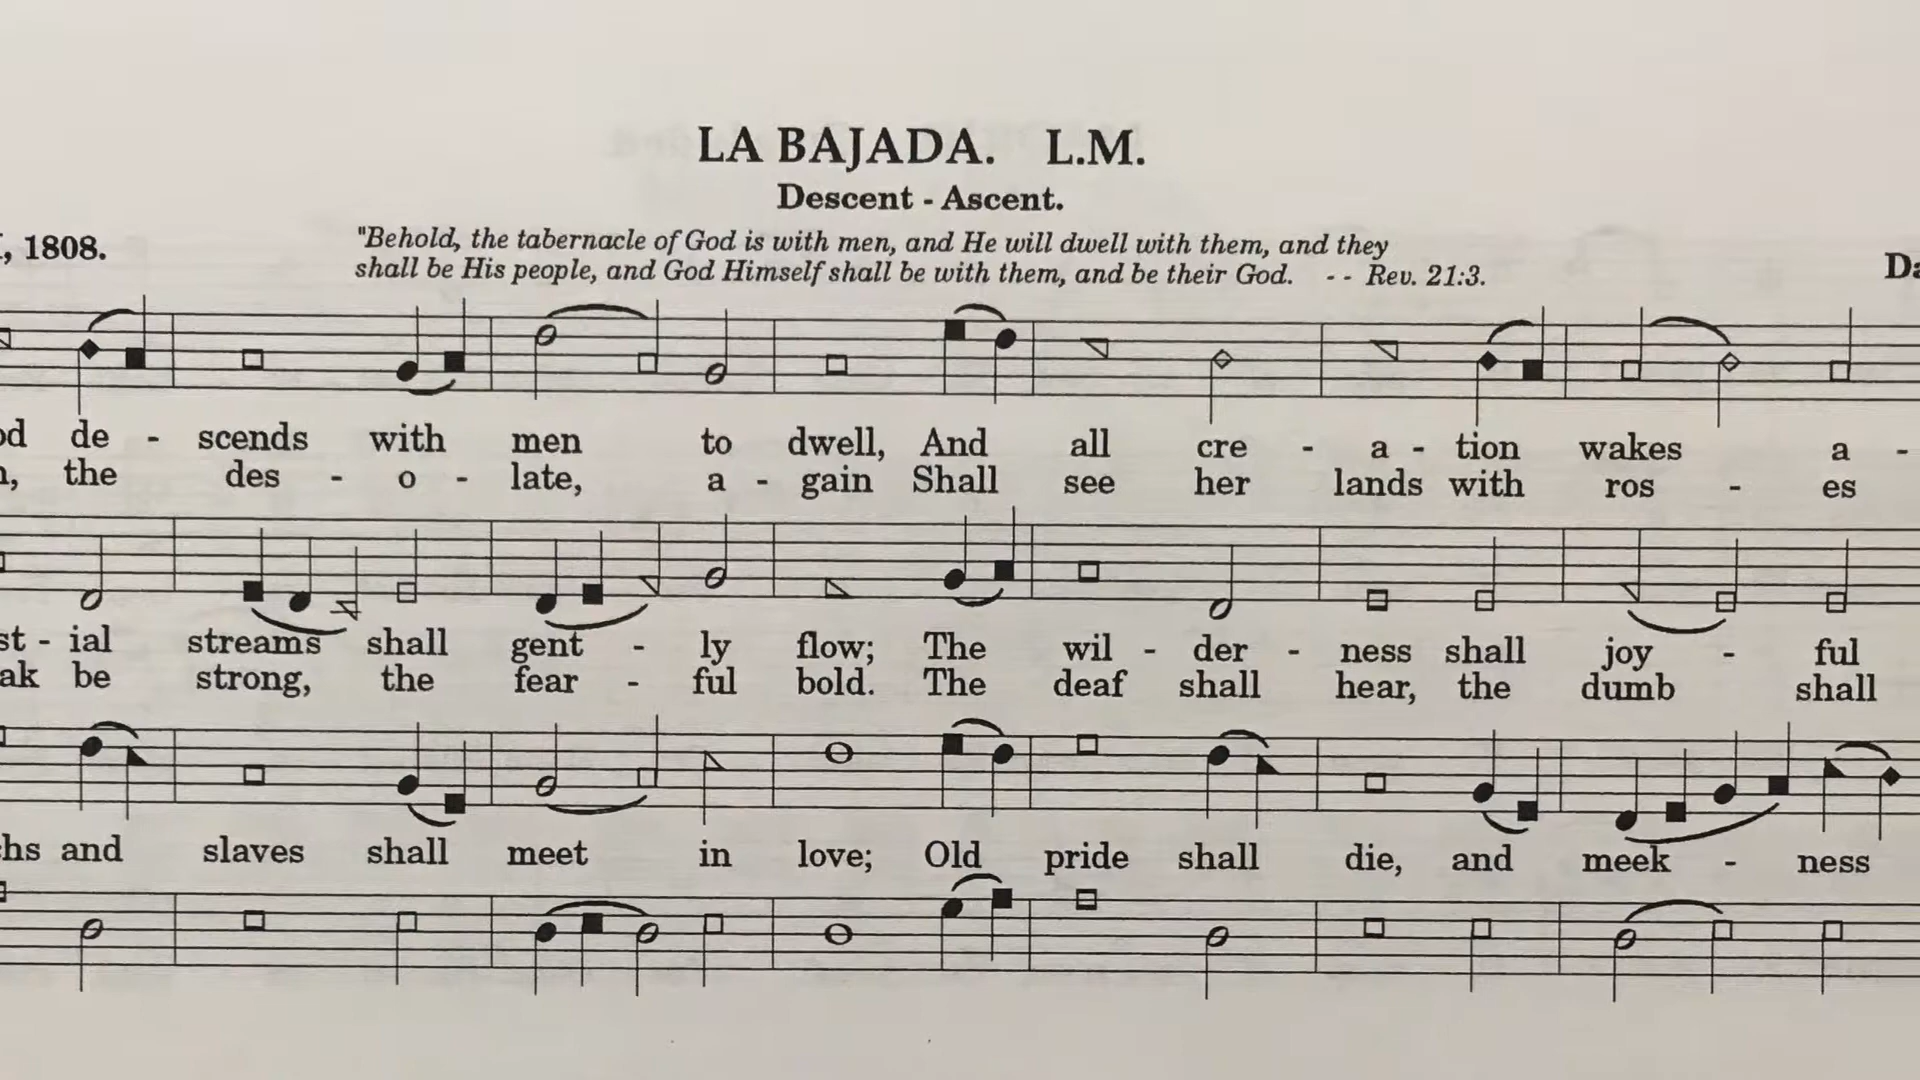 LA BAJADA. L.M.
Descent - Ascent.
, 1808.
"Behold, the tabernacle of God is with men, and He will dwell with them, and they
shall be His people, and God Himself shall be with them, and be their God. - - Rev. 21:3.
de - scends with men to dwell, And all cre - a - tion wakes a -
the des - o - late, a - gain Shall see her lands with ros - es
st - ial streams shall gent - ly flow; The wil - der - ness shall joy - ful
ak be strong, the fear - ful bold. The deaf shall hear, the dumb shall
hs and slaves shall meet in love; Old pride shall die, and meek - ness